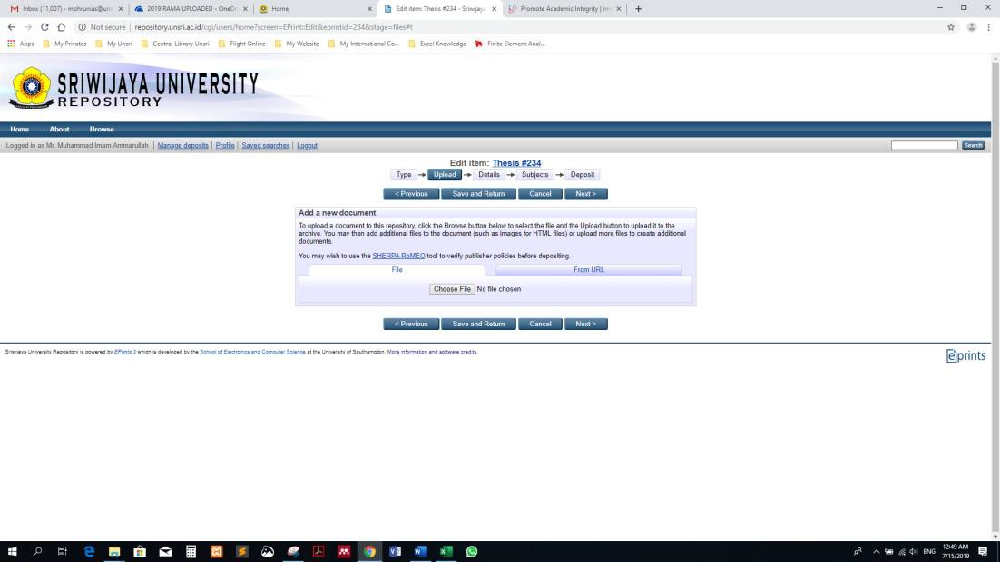 Inbox (11,007) - mohrunias@uns
2019 RAMA UPLOADED - OneDr
Home
Edit item: Thesis #234 - Sriwijaya
Promote Academic Integrity | Im
Not secure | repository.unsri.ac.id/cgi/users/home?screen=EPrint::Edit&eprintid=234&stage=files#t
Apps My Privates My Unsri Central Library Unsri Flight Online My Website My International Co... Excel Knowledge Finite Element Anal...
SRIWIJAYA UNIVERSITY
REPOSITORY
Home About Browse
Logged in as Mr. Muhammad Imam Ammarullah | Manage deposits | Profile | Saved searches | Logout
Search
Edit item: Thesis #234
Type Upload Details Subjects Deposit
< Previous Save and Return Cancel Next >
Add a new document
To upload a document to this repository, click the Browse button below to select the file and the Upload button to upload it to the
archive. You may then add additional files to the document (such as images for HTML files) or upload more files to create additional
documents.
You may wish to use the SHERPA RoMEO tool to verify publisher policies before depositing.
File From URL
Choose File No file chosen
< Previous Save and Return Cancel Next >
Sriwijaya University Repository is powered by EPrints 3 which is developed by the School of Electronics and Computer Science at the University of Southampton. More information and software credits.
eprints
ENG
12:49 AM
7/15/2019